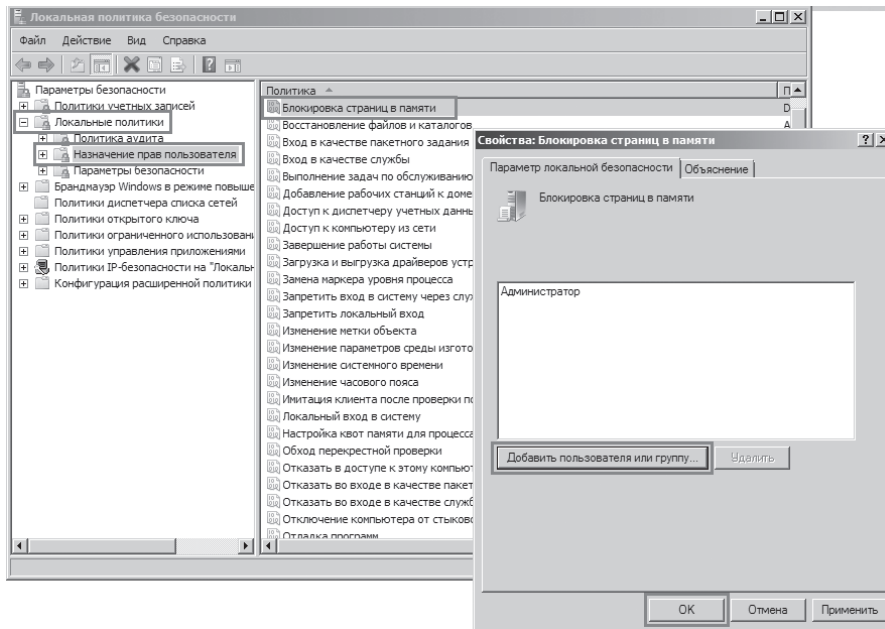 Локальная политика безопасности
Файл Действие Вид Справка
Параметры безопасности
Политики учетных записей
Локальные политики
Политика аудита
Назначение прав пользователя
Параметры безопасности
Брандмауэр Windows в режиме повыше
Политики диспетчера списка сетей
Политики открытого ключа
Политики ограниченного использован
Политики управления приложениями
Политики IP-безопасности на "Локальн
Конфигурация расширенной политики
Политика П
Блокировка страниц в памяти
Восстановление файлов и каталогов
Вход в качестве пакетного задания
Вход в качестве службы
Выполнение задач по обслуживанию
Добавление рабочих станций к доме
Доступ к диспетчеру учетных данны
Доступ к компьютеру из сети
Завершение работы системы
Загрузка и выгрузка драйверов устр
Замена маркера уровня процесса
Запретить вход в систему через слу
Запретить локальный вход
Изменение метки объекта
Изменение параметров среды изгото
Изменение системного времени
Изменение часового пояса
Имитация клиента после проверки по
Локальный вход в систему
Настройка квот памяти для процесса
Обход перекрестной проверки
Отказать в доступе к этому компьют
Отказать во входе в качестве пакет
Отказать во входе в качестве служб
Отключение компьютера от стыково
Отладка программ
Свойства: Блокировка страниц в памяти
Параметр локальной безопасности Объяснение
Блокировка страниц в памяти
Администратор
Добавить пользователя или группу... Удалить
ОК Отмена Применить